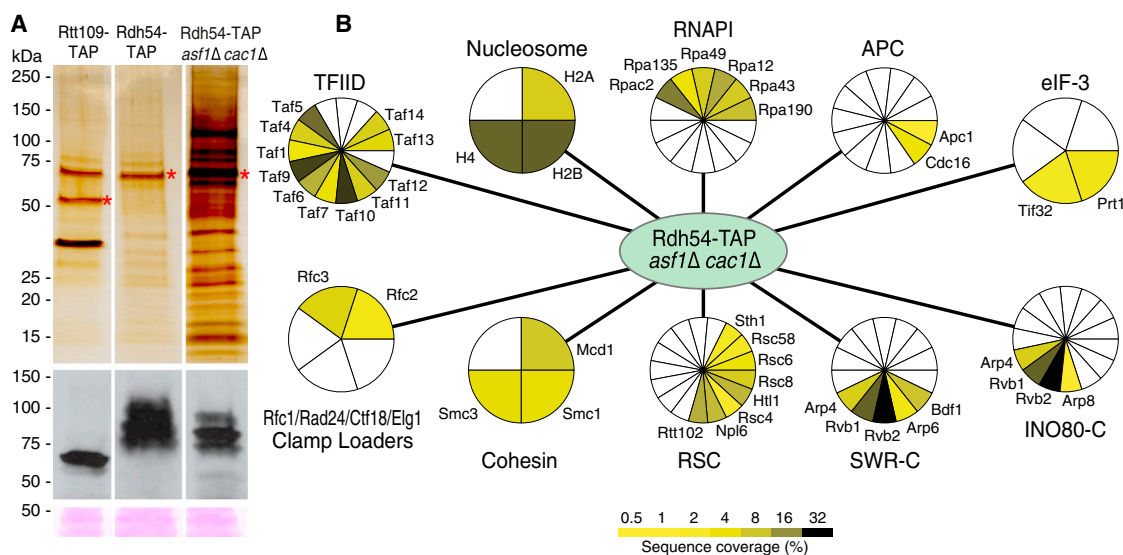 A
Rtt109-
TAP
Rdh54-
TAP
Rdh54-TAP
asf1Δ cac1Δ
kDa
250 -
150 -
100 -
75 -
50 -
25 -
20 -
15 -
*
*
*
150 -
100 -
75 -
50 -
50 -
B
TFIID
Taf5
Taf4
Taf1
Taf9
Taf6
Taf7
Taf10
Taf11
Taf12
Taf13
Taf14
Nucleosome
H2A
H4
H2B
RNAPI
Rpa49
Rpa135
Rpa12
Rpac2
Rpa43
Rpa190
APC
Apc1
Cdc16
eIF-3
Tif32
Prt1
Rdh54-TAP
asf1Δ cac1Δ
Rfc3
Rfc2
Rfc1/Rad24/Ctf18/Elg1
Clamp Loaders
Mcd1
Smc3
Smc1
Cohesin
Sth1
Rsc58
Rsc6
Rsc8
Htl1
Rsc4
Npl6
Rtt102
RSC
Arp4
Rvb1
Rvb2
Arp6
Bdf1
SWR-C
Arp4
Rvb1
Rvb2
Arp8
INO80-C
0.5 1 2 4 8 16 32
Sequence coverage (%)